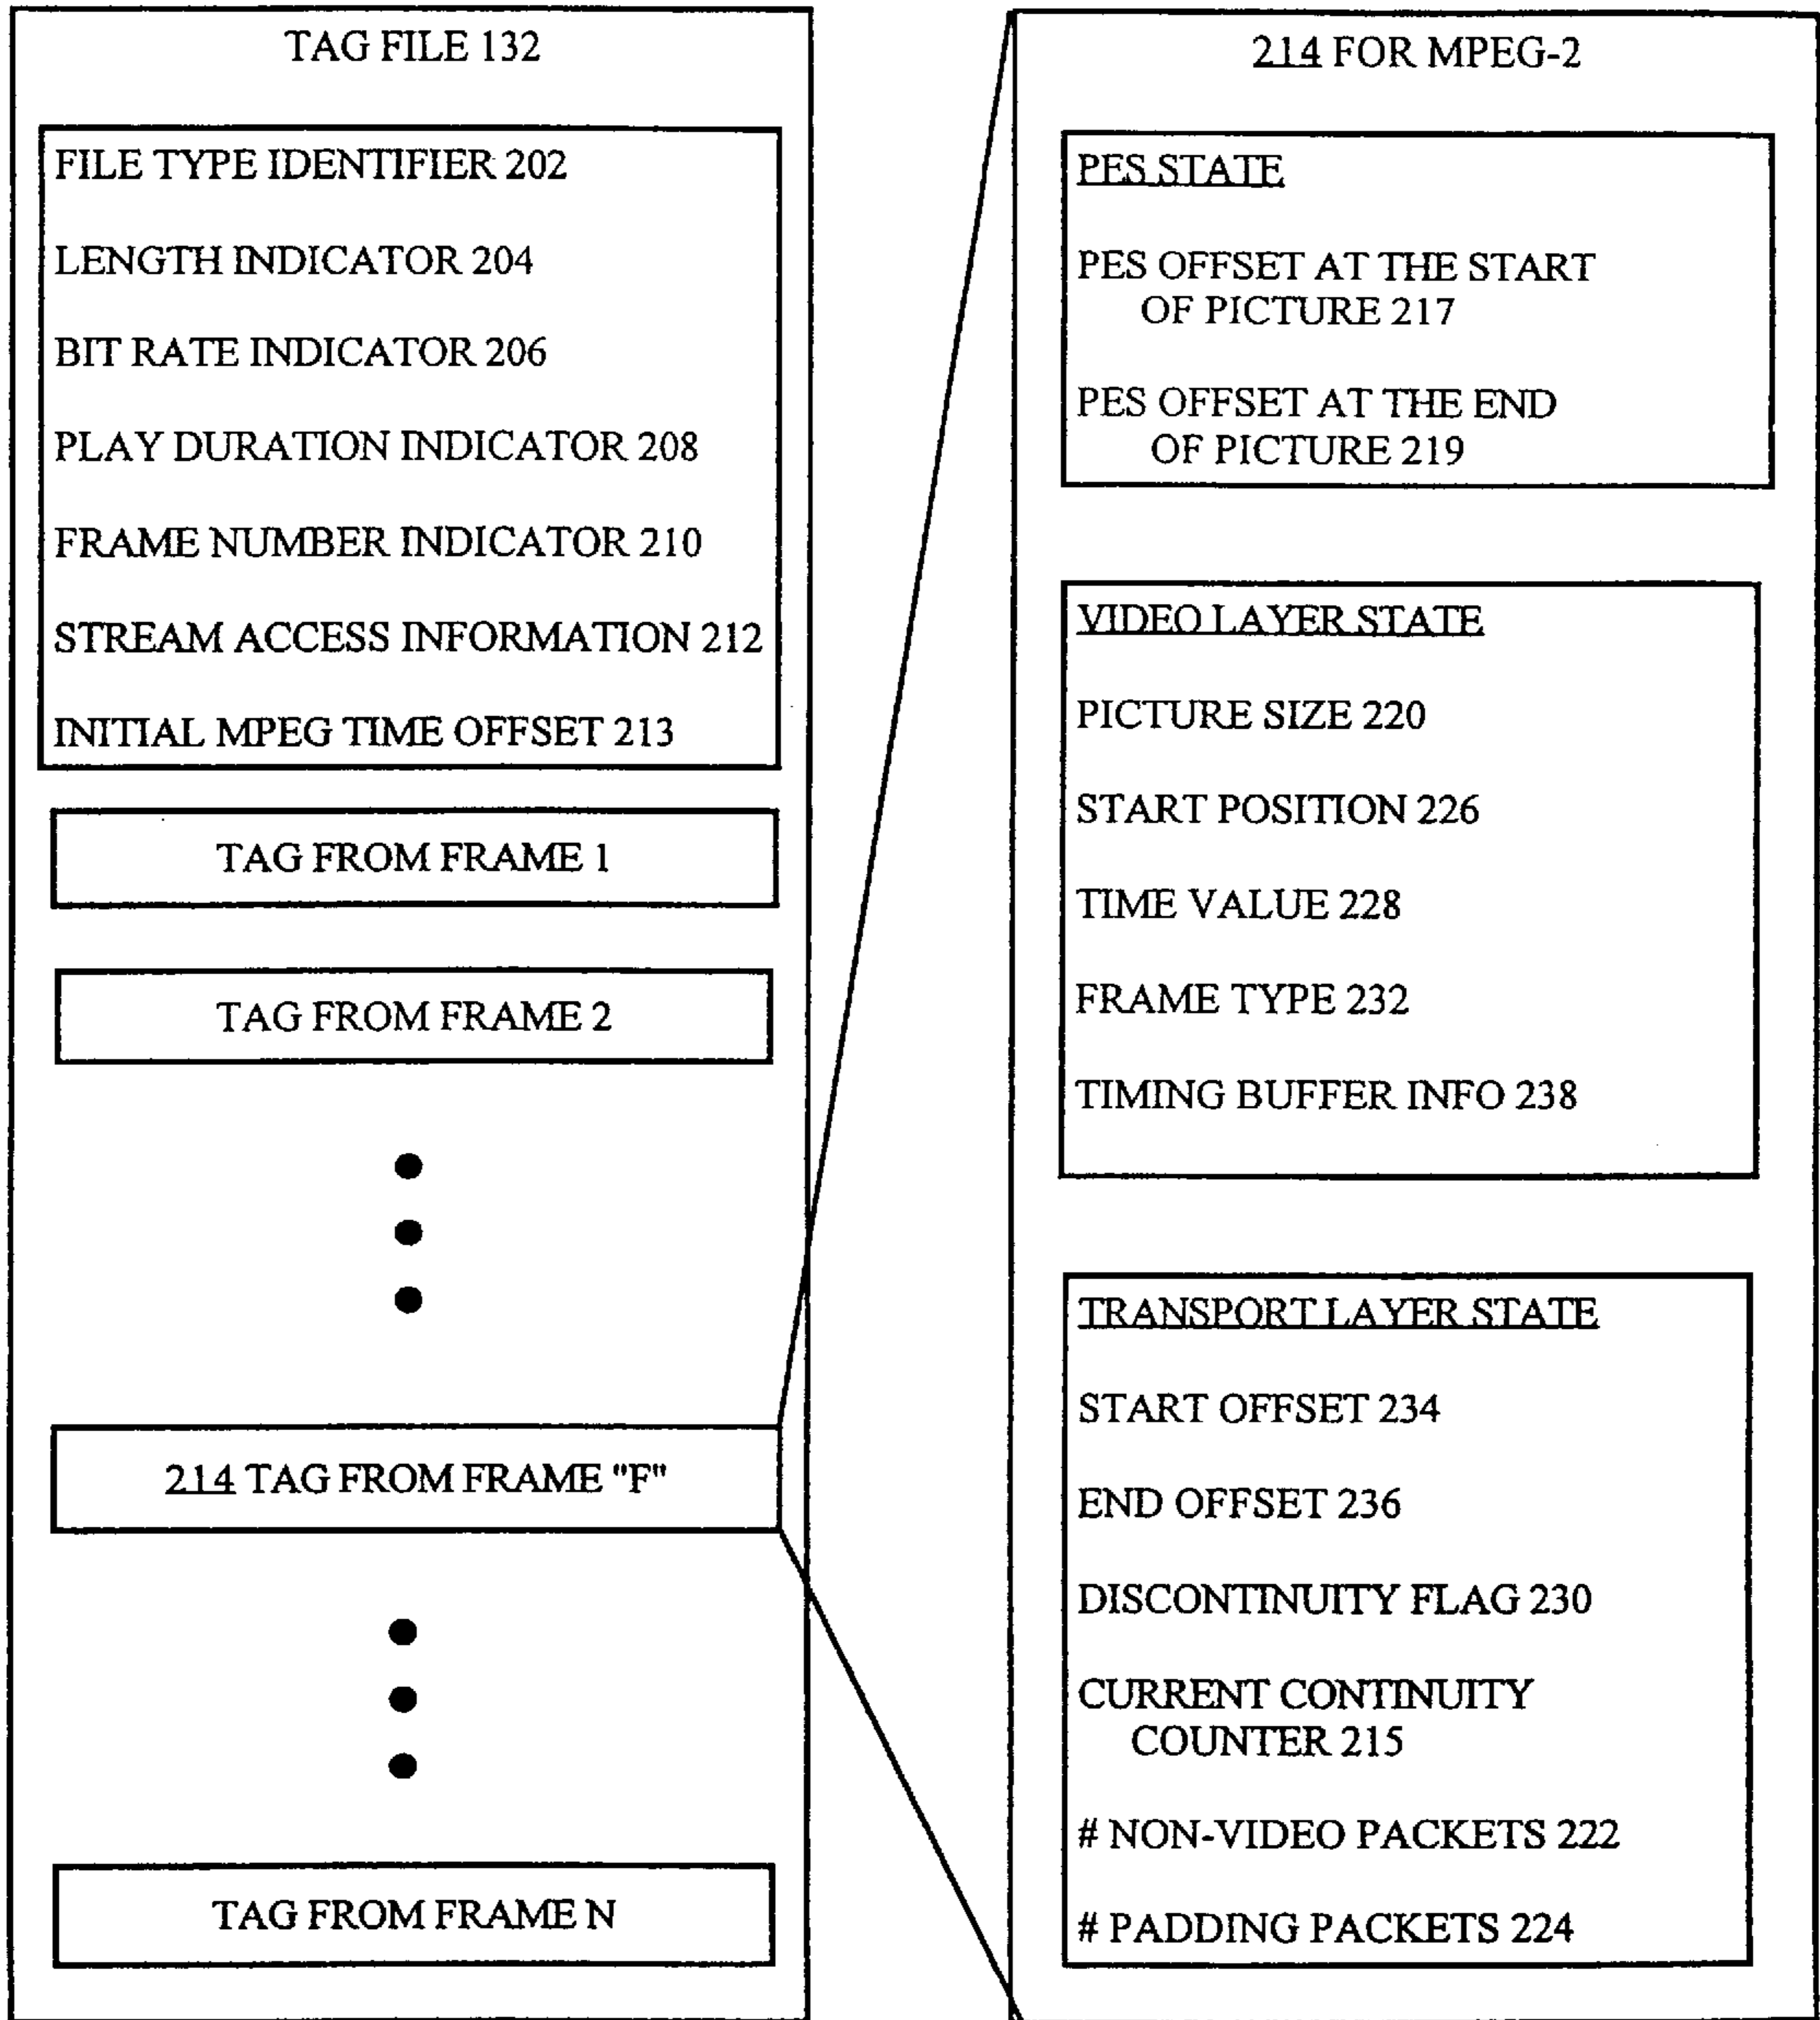 TAG FILE 132
FILE TYPE IDENTIFIER 202
LENGTH INDICATOR 204
BIT RATE INDICATOR 206
PLAY DURATION INDICATOR 208
FRAME NUMBER INDICATOR 210
STREAM ACCESS INFORMATION 212
INITIAL MPEG TIME OFFSET 213
TAG FROM FRAME 1
TAG FROM FRAME 2
214 TAG FROM FRAME "F"
TAG FROM FRAME N
214 FOR MPEG-2
PES STATE
PES OFFSET AT THE START
OF PICTURE 217
PES OFFSET AT THE END
OF PICTURE 219
VIDEO LAYER STATE
PICTURE SIZE 220
START POSITION 226
TIME VALUE 228
FRAME TYPE 232
TIMING BUFFER INFO 238
TRANSPORT LAYER STATE
START OFFSET 234
END OFFSET 236
DISCONTINUITY FLAG 230
CURRENT CONTINUITY
COUNTER 215
# NON-VIDEO PACKETS 222
# PADDING PACKETS 224